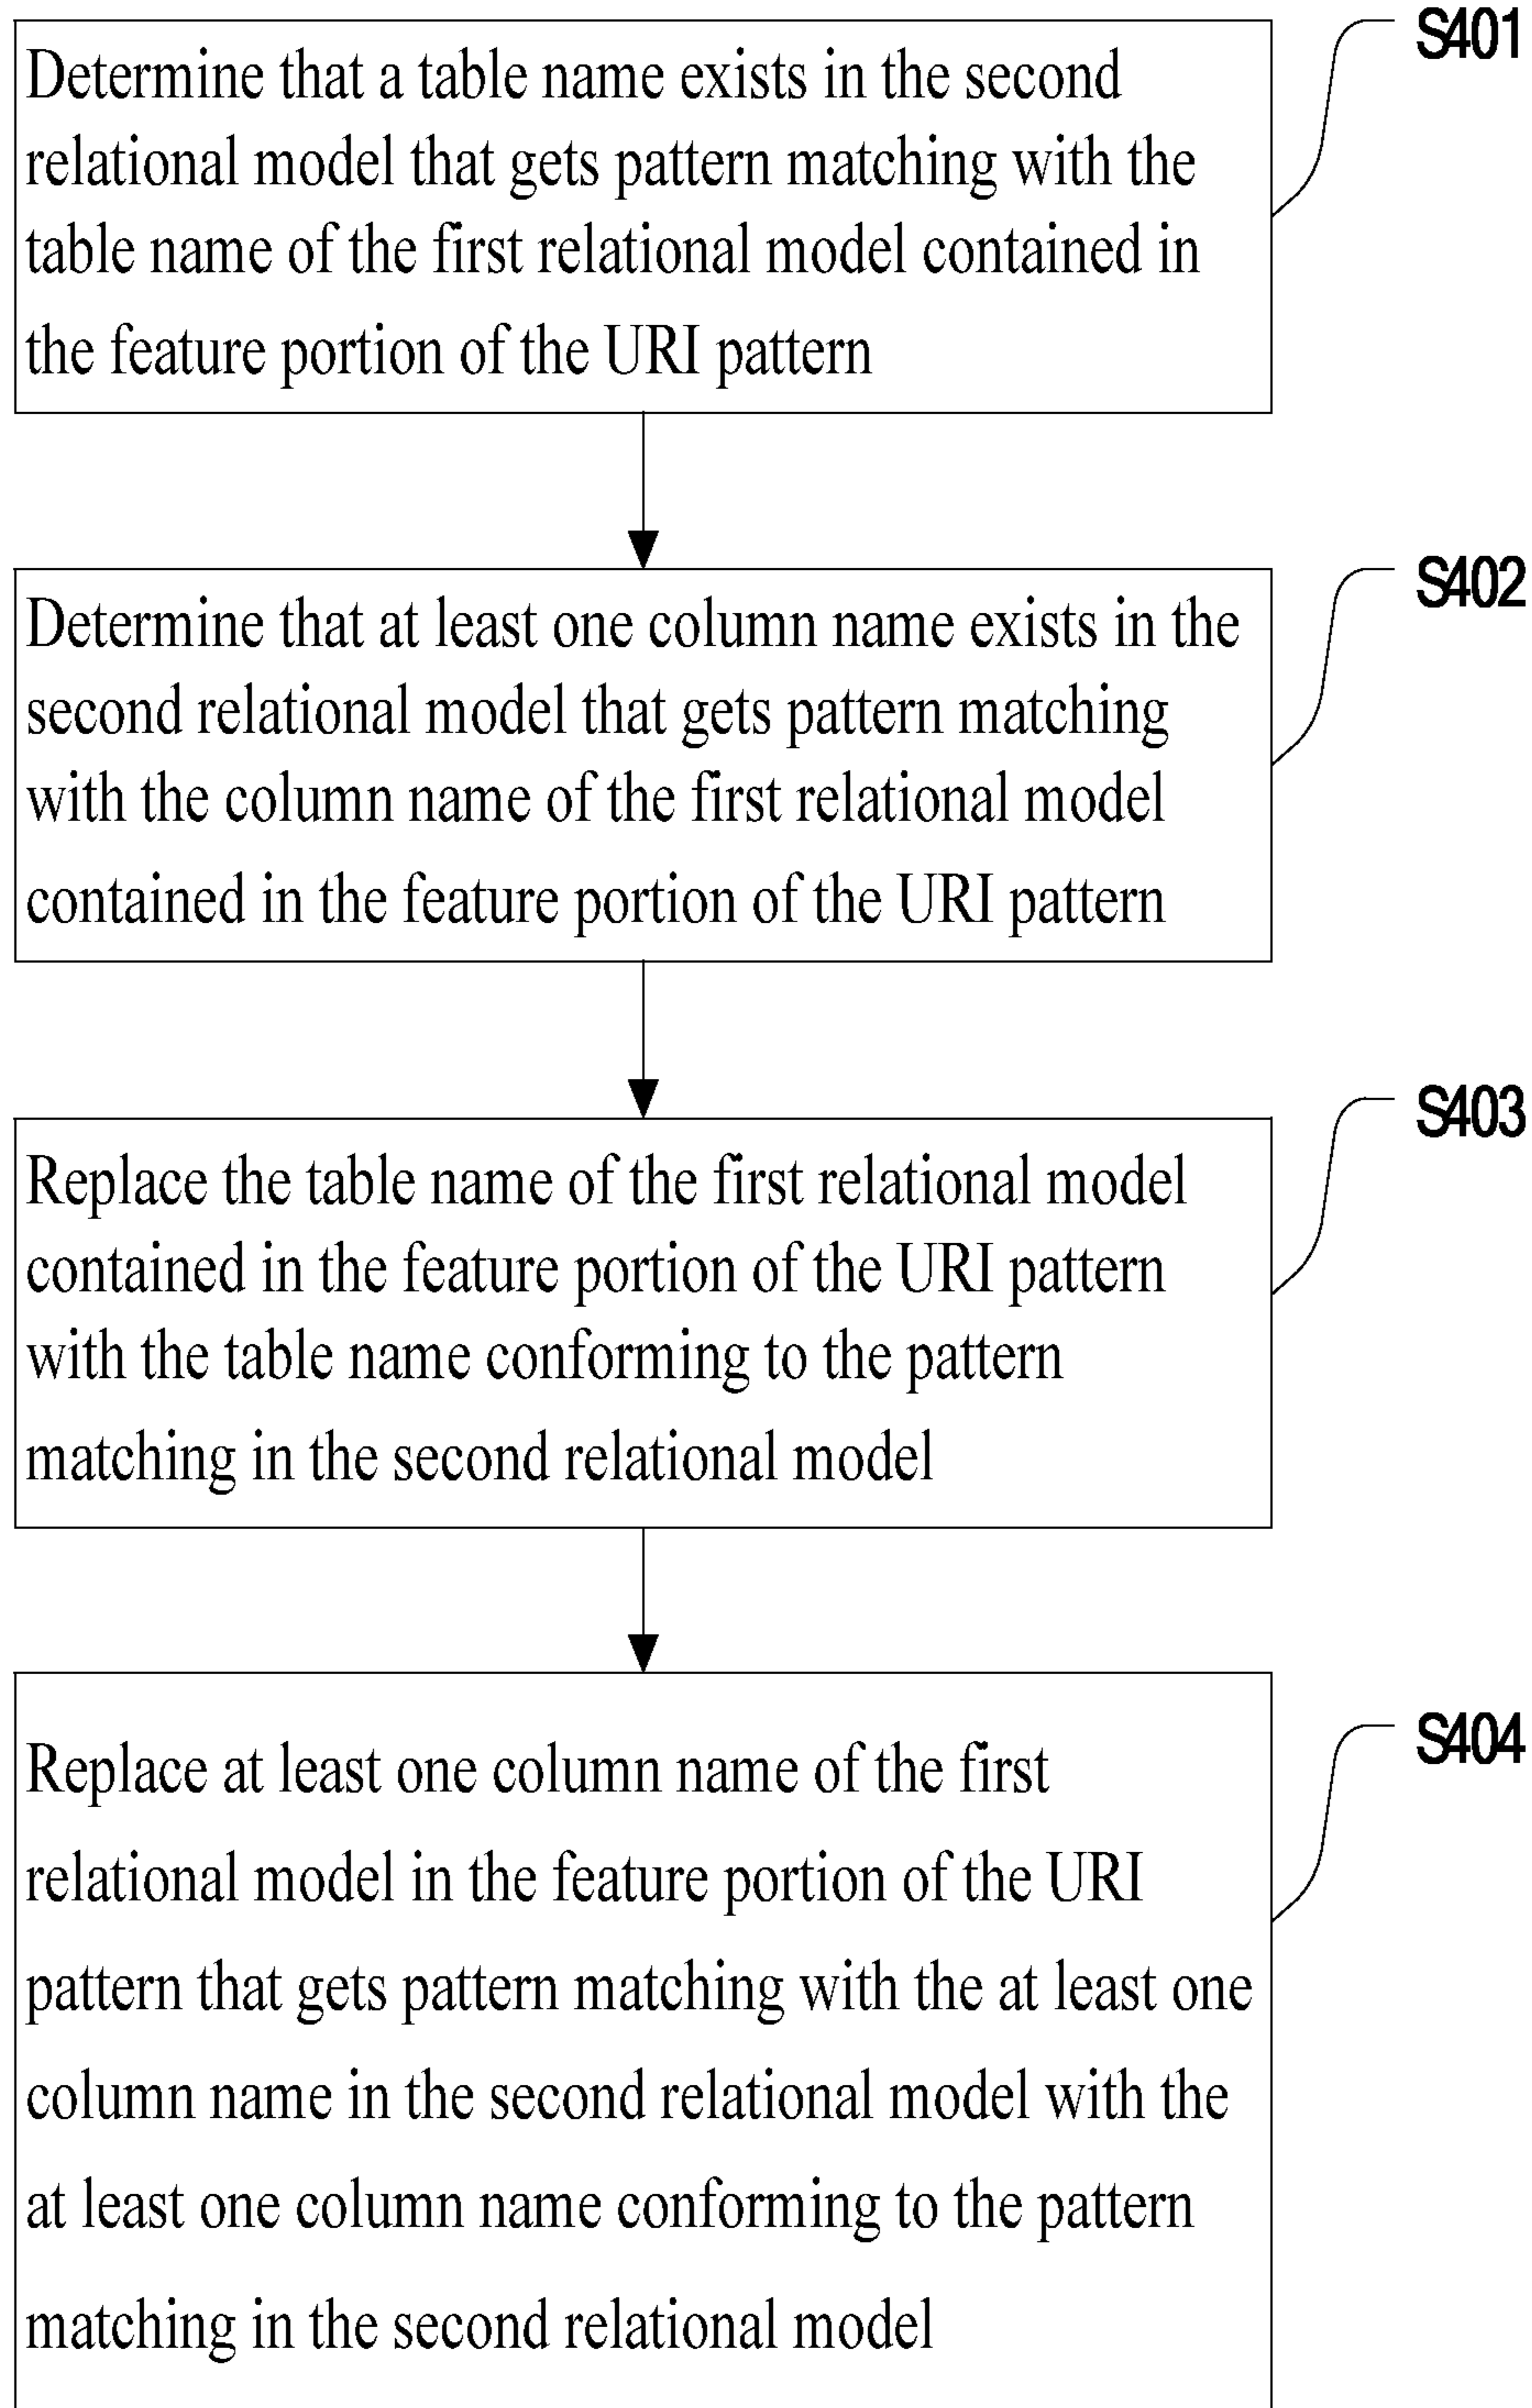 S401
Determine that a table name exists in the second
relational model that gets pattern matching with the
table name of the first relational model contained in
the feature portion of the URI pattern
S402
Determine that at least one column name exists in the
second relational model that gets pattern matching
with the column name of the first relational model
contained in the feature portion of the URI pattern
S403
Replace the table name of the first relational model
contained in the feature portion of the URI pattern
with the table name conforming to the pattern
matching in the second relational model
S404
Replace at least one column name of the first
relational model in the feature portion of the URI
pattern that gets pattern matching with the at least one
column name in the second relational model with the
at least one column name conforming to the pattern
matching in the second relational model